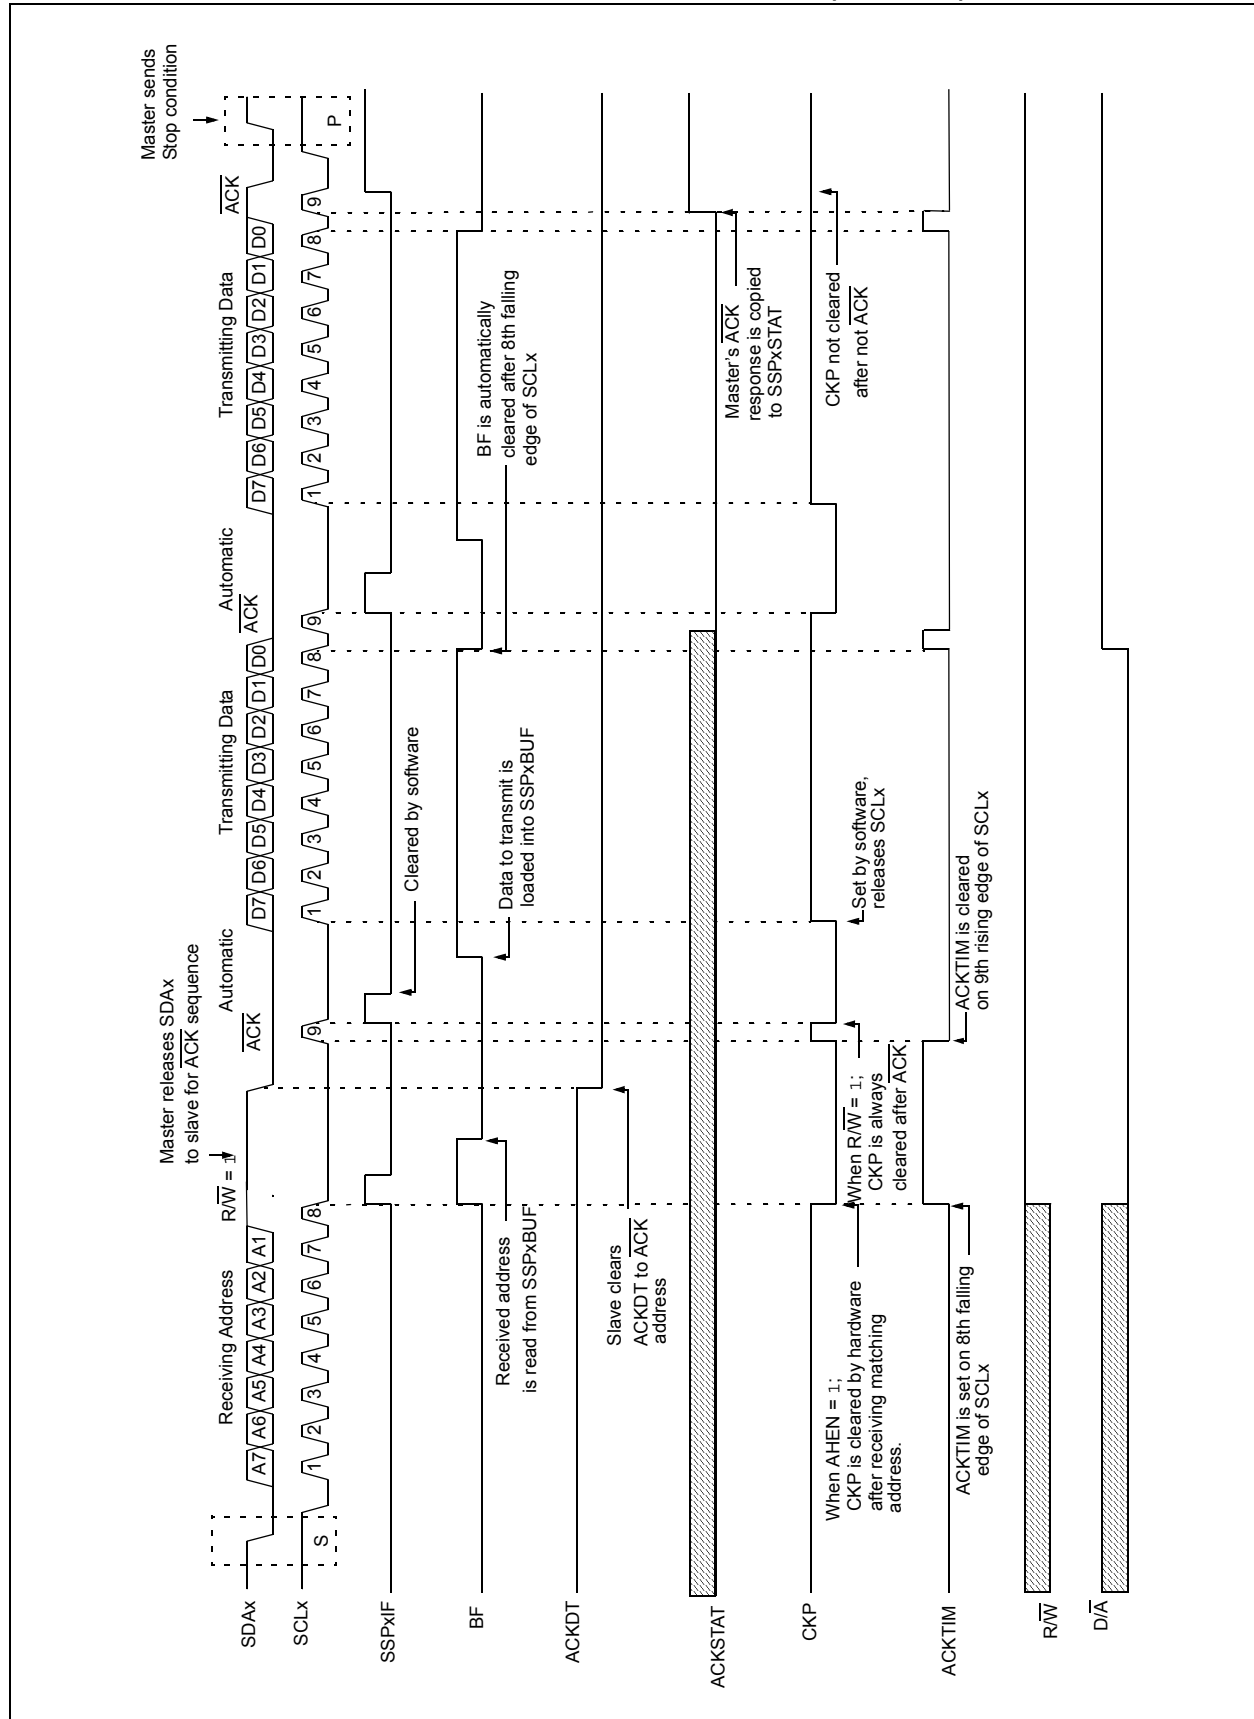 Master sends
Stop condition
Master releases SDAx
to slave for ACK sequence
Receiving Address
R/W = 1
Automatic
ACK
Transmitting Data
Automatic
ACK
Transmitting Data
ACK
SDAx
A7 A6 A5 A4 A3 A2 A1
D7 D6 D5 D4 D3 D2 D1 D0
D7 D6 D5 D4 D3 D2 D1 D0
SCLx
S
1 2 3 4 5 6 7 8 9
1 2 3 4 5 6 7 8 9
1 2 3 4 5 6 7 8 9
P
SSPxIF
Cleared by software
BF
Received address
is read from SSPxBUF
Data to transmit is
loaded into SSPxBUF
BF is automatically
cleared after 8th falling
edge of SCLx
ACKDT
Slave clears
ACKDT to ACK
address
ACKSTAT
Master's ACK
response is copied
to SSPxSTAT
CKP
When AHEN = 1;
CKP is cleared by hardware
after receiving matching
address.
When R/W = 1;
CKP is always
cleared after ACK
Set by software,
releases SCLx
CKP not cleared
after not ACK
ACKTIM
ACKTIM is set on 8th falling
edge of SCLx
ACKTIM is cleared
on 9th rising edge of SCLx
R/W
D/A